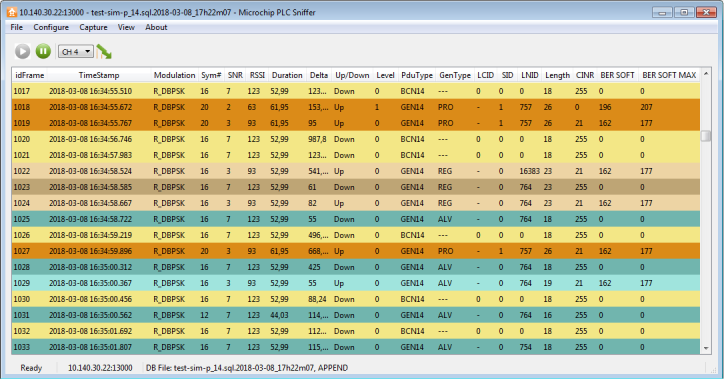 10.140.30.22:13000 - test-sim-p_14.sql.2018-03-08_17h22m07 - Microchip PLC Sniffer
File Configure Capture View About
CH 4
idFrame TimeStamp Modulation Sym# SNR RSSI Duration Delta Up/Down Level PduType GenType LCID SID LNID Length CINR BER SOFT BER SOFT MAX
1017 2018-03-08 16:34:55.510 R_DBPSK 16 7 123 52,99 123... Down 0 BCN14 --- 0 0 0 18 255 0 0
1018 2018-03-08 16:34:55.672 R_DBPSK 20 2 63 61,95 153,... Up 1 GEN14 PRO - 1 757 26 0 196 207
1019 2018-03-08 16:34:55.767 R_DBPSK 20 3 93 61,95 95 Up 0 GEN14 PRO - 1 757 26 21 162 177
1020 2018-03-08 16:34:56.746 R_DBPSK 16 7 123 52,99 987,8 Down 0 BCN14 --- 0 0 0 18 255 0 0
1021 2018-03-08 16:34:57.983 R_DBPSK 16 7 123 52,99 123... Down 0 BCN14 --- 0 0 0 18 255 0 0
1022 2018-03-08 16:34:58.524 R_DBPSK 16 3 93 52,99 541,... Up 0 GEN14 REG - 0 16383 23 21 162 177
1023 2018-03-08 16:34:58.585 R_DBPSK 16 7 123 52,99 61 Down 0 GEN14 REG - 0 764 23 255 0 0
1024 2018-03-08 16:34:58.667 R_DBPSK 16 3 93 52,99 82 Up 0 GEN14 REG - 0 764 23 21 162 177
1025 2018-03-08 16:34:58.722 R_DBPSK 16 7 123 52,99 55 Down 0 GEN14 ALV - 0 764 18 255 0 0
1026 2018-03-08 16:34:59.219 R_DBPSK 16 7 123 52,99 496,... Down 0 BCN14 --- 0 0 0 18 255 0 0
1027 2018-03-08 16:34:59.896 R_DBPSK 20 3 93 61,95 668,... Up 0 GEN14 PRO - 1 757 26 21 162 177
1028 2018-03-08 16:35:00.312 R_DBPSK 16 7 123 52,99 425 Down 0 GEN14 ALV - 0 764 18 255 0 0
1029 2018-03-08 16:35:00.367 R_DBPSK 16 3 93 52,99 55 Up 0 GEN14 ALV - 0 764 19 21 162 177
1030 2018-03-08 16:35:00.456 R_DBPSK 16 7 123 52,99 88,24 Down 0 BCN14 --- 0 0 0 18 255 0 0
1031 2018-03-08 16:35:00.562 R_DBPSK 12 7 123 44,03 114,... Down 0 GEN14 ALV - 0 764 16 255 0 0
1032 2018-03-08 16:35:01.692 R_DBPSK 16 7 123 52,99 112... Down 0 BCN14 --- 0 0 0 18 255 0 0
1033 2018-03-08 16:35:01.807 R_DBPSK 16 7 123 52,99 115,... Down 0 GEN14 ALV - 0 754 18 255 0 0
Ready 10.140.30.22:13000 DB File: test-sim-p_14.sql.2018-03-08_17h22m07, APPEND